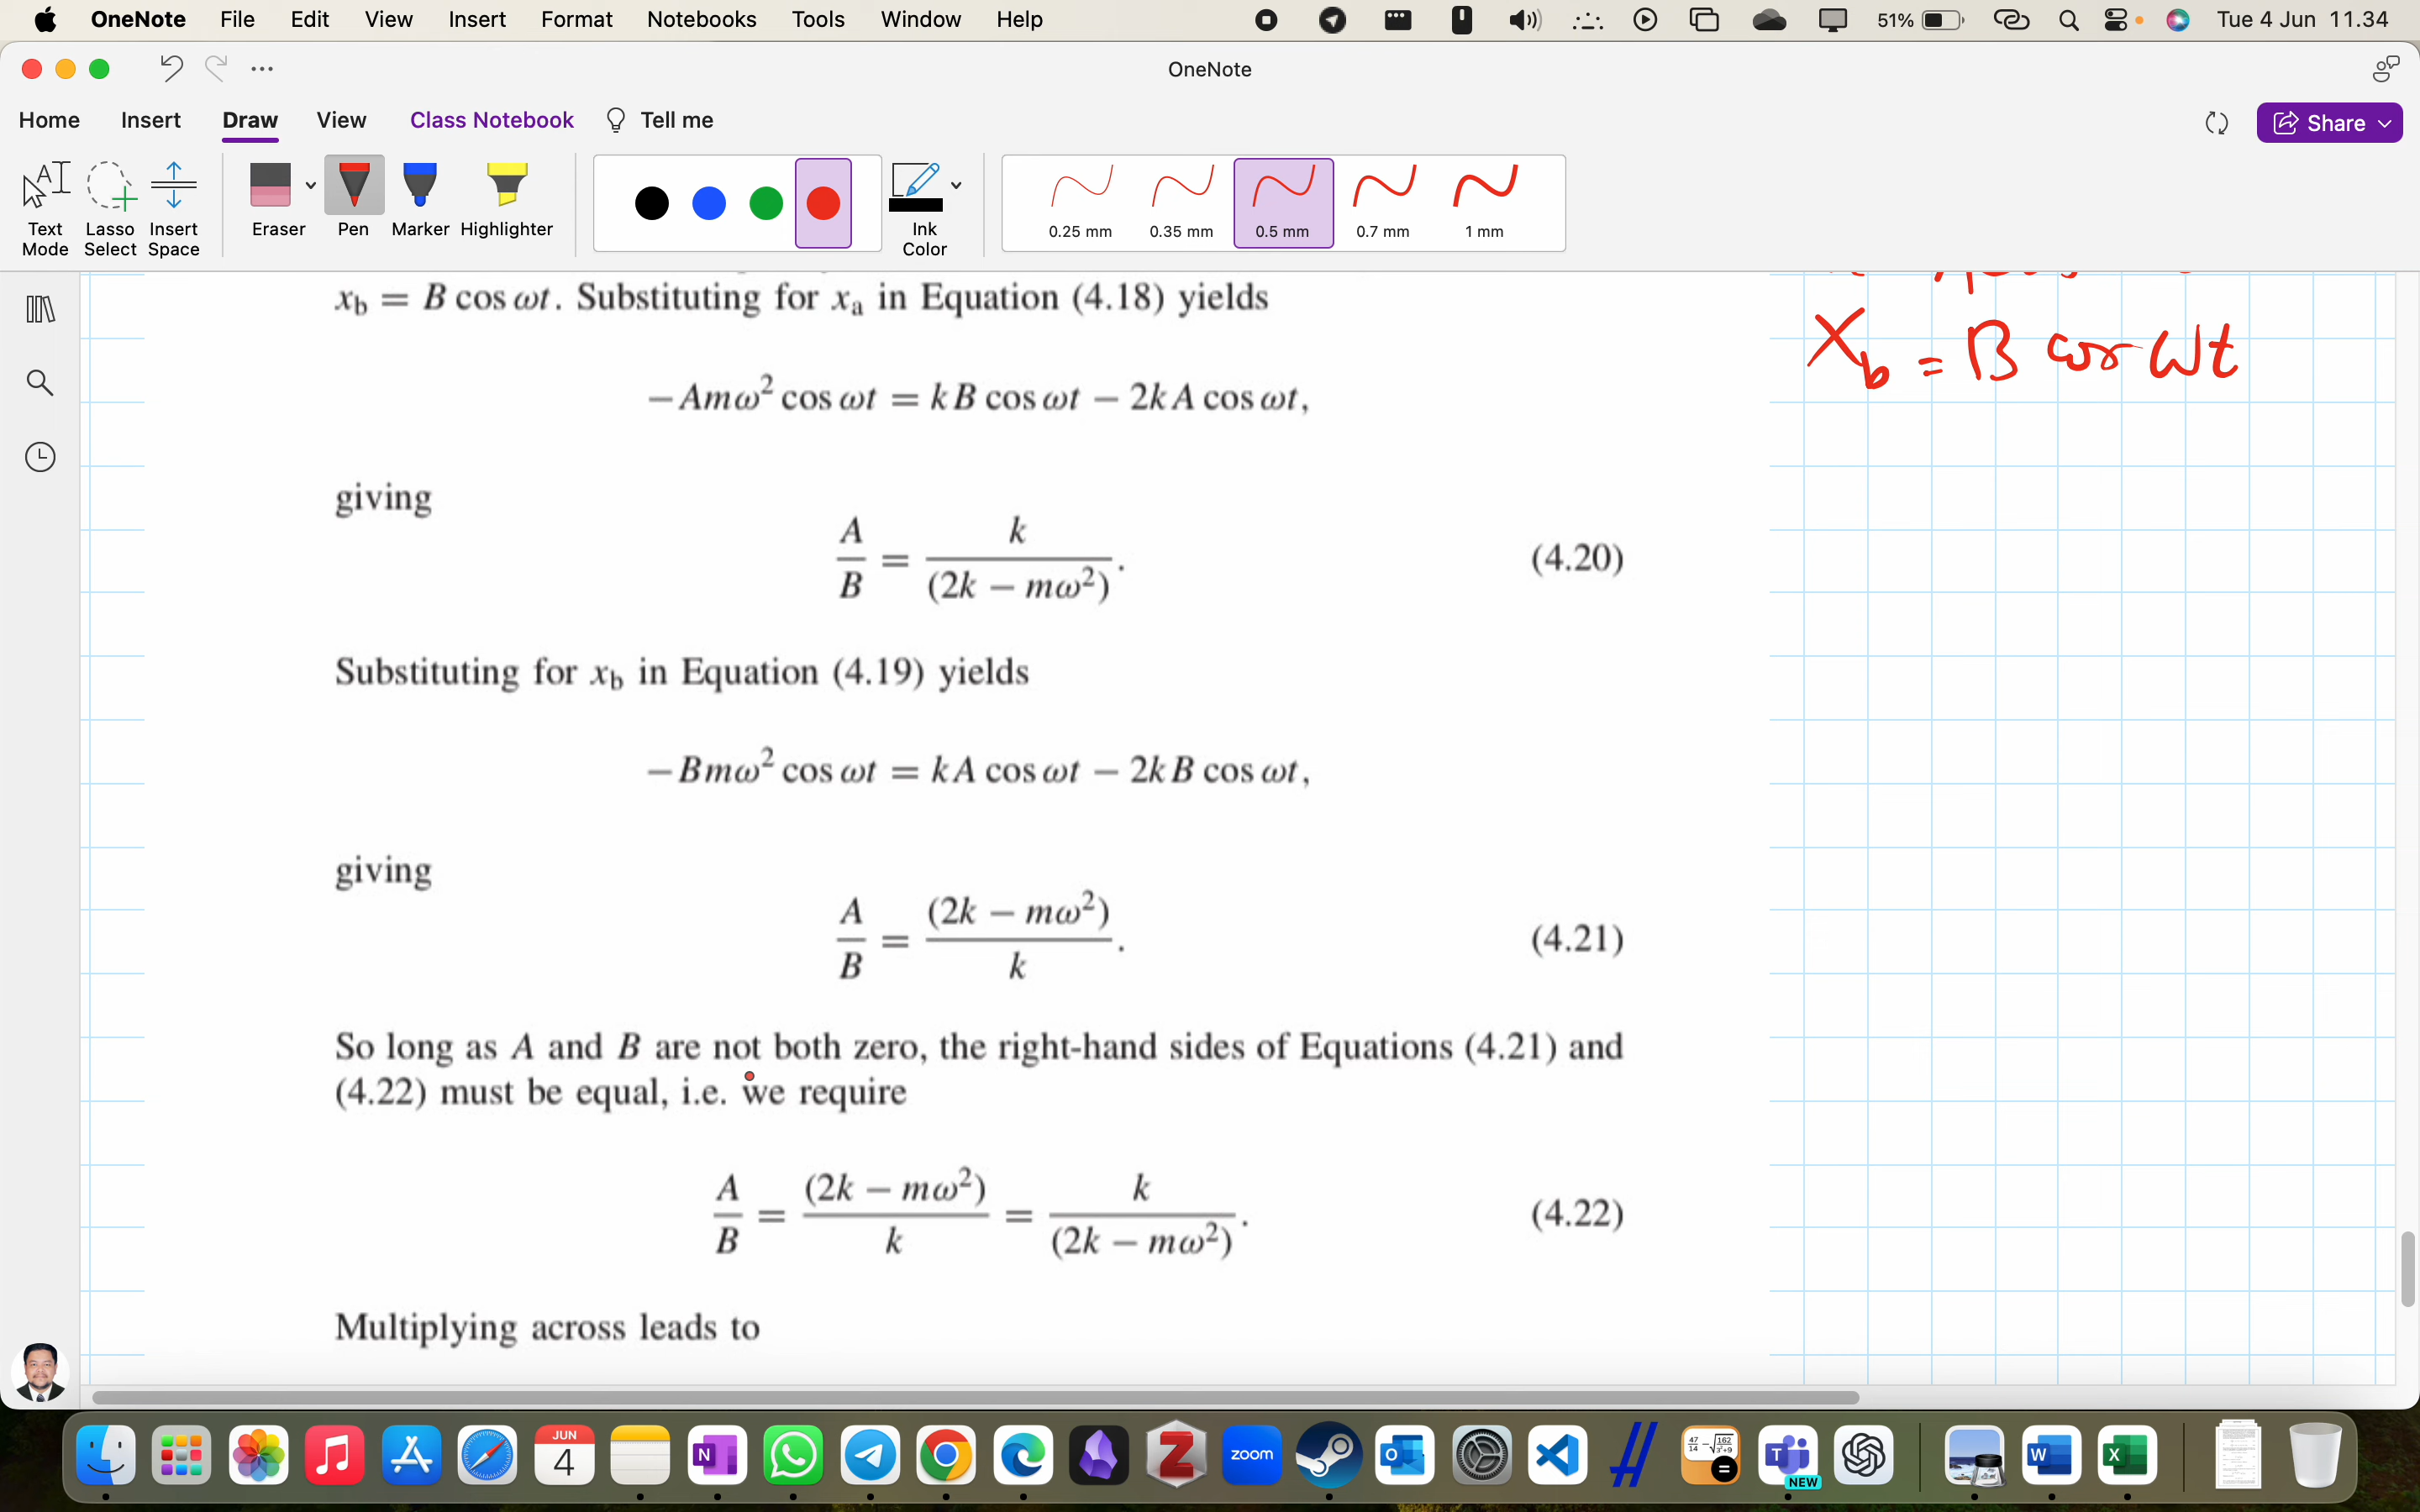 OneNote File Edit View Insert Format Notebooks Tools Window Help 51% Tue 4 Jun 11.34
OneNote
Home Insert Draw View Class Notebook Tell me Share
Text Mode Lasso Select Insert Space Eraser Pen Marker Highlighter Ink Color 0.25 mm 0.35 mm 0.5 mm 0.7 mm 1 mm
x_b = B cos ωt. Substituting for x_a in Equation (4.18) yields
X_b = B cos ωt
−Amω² cos ωt = kB cos ωt − 2kA cos ωt,
giving
A/B = k/(2k − mω²). (4.20)
Substituting for x_b in Equation (4.19) yields
−Bmω² cos ωt = kA cos ωt − 2kB cos ωt,
giving
A/B = (2k − mω²)/k. (4.21)
So long as A and B are not both zero, the right-hand sides of Equations (4.21) and
(4.22) must be equal, i.e. we require
A/B = (2k − mω²)/k = k/(2k − mω²). (4.22)
Multiplying across leads to
JUN 4 N zoom O T NEW W X